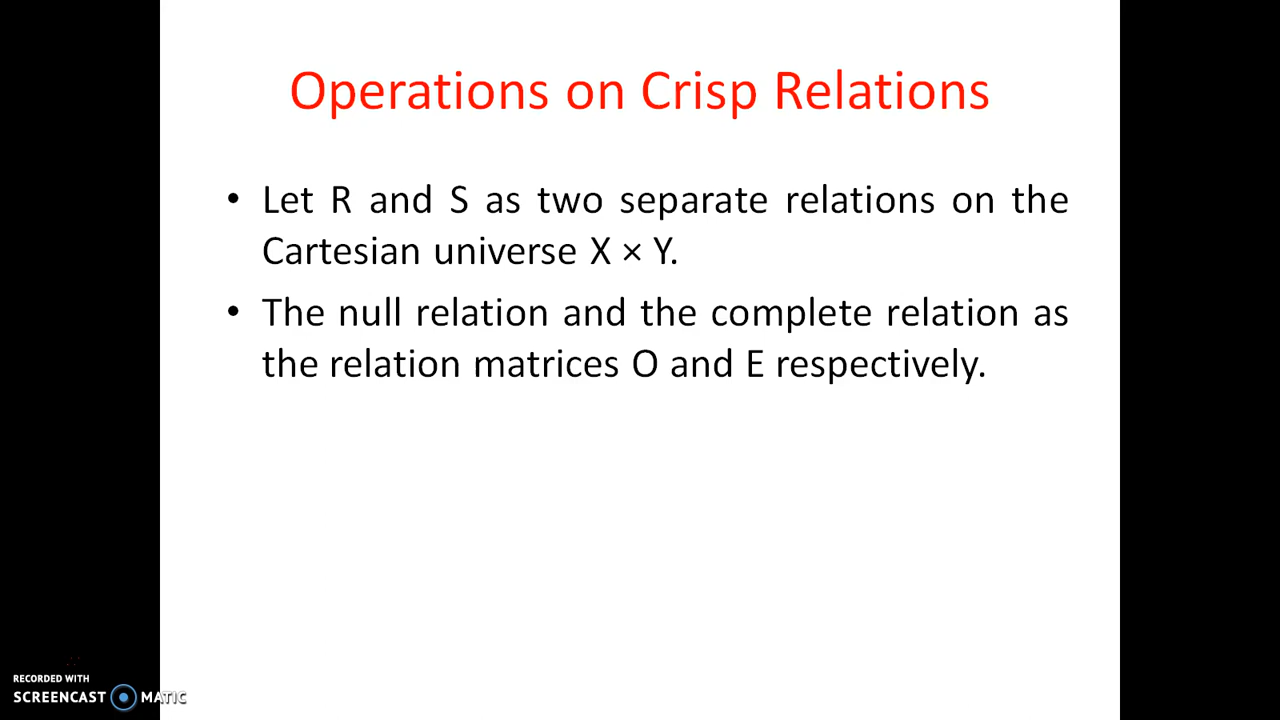 Operations on Crisp Relations
• Let R and S as two separate relations on the
Cartesian universe X × Y.
• The null relation and the complete relation as
the relation matrices O and E respectively.
RECORDED WITH
SCREENCAST MATIC